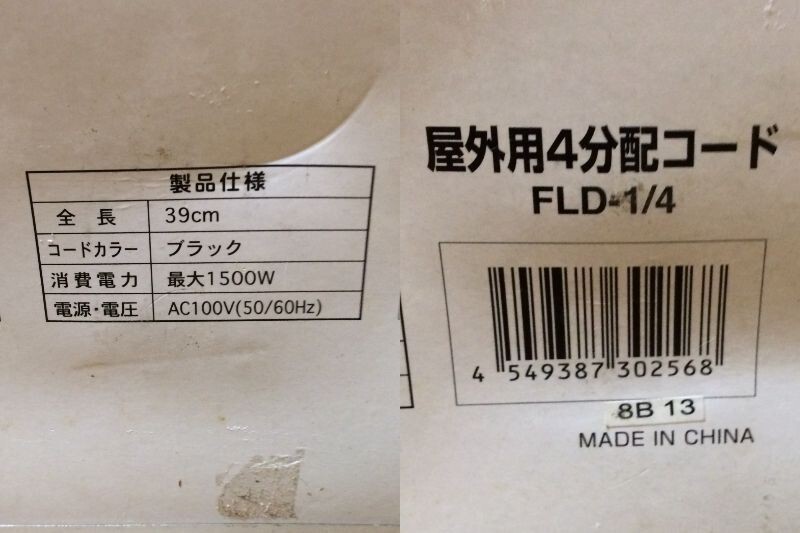 製品仕様
全長 39cm
コードカラー ブラック
消費電力 最大1500W
電源・電圧 AC100V(50/60Hz)
屋外用4分配コード
FLD-1/4
4 549387 302568
8B 13
MADE IN CHINA